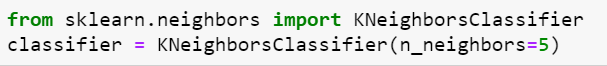 from sklearn.neighbors import KNeighborsClassifier
classifier = KNeighborsClassifier(n_neighbors=5)